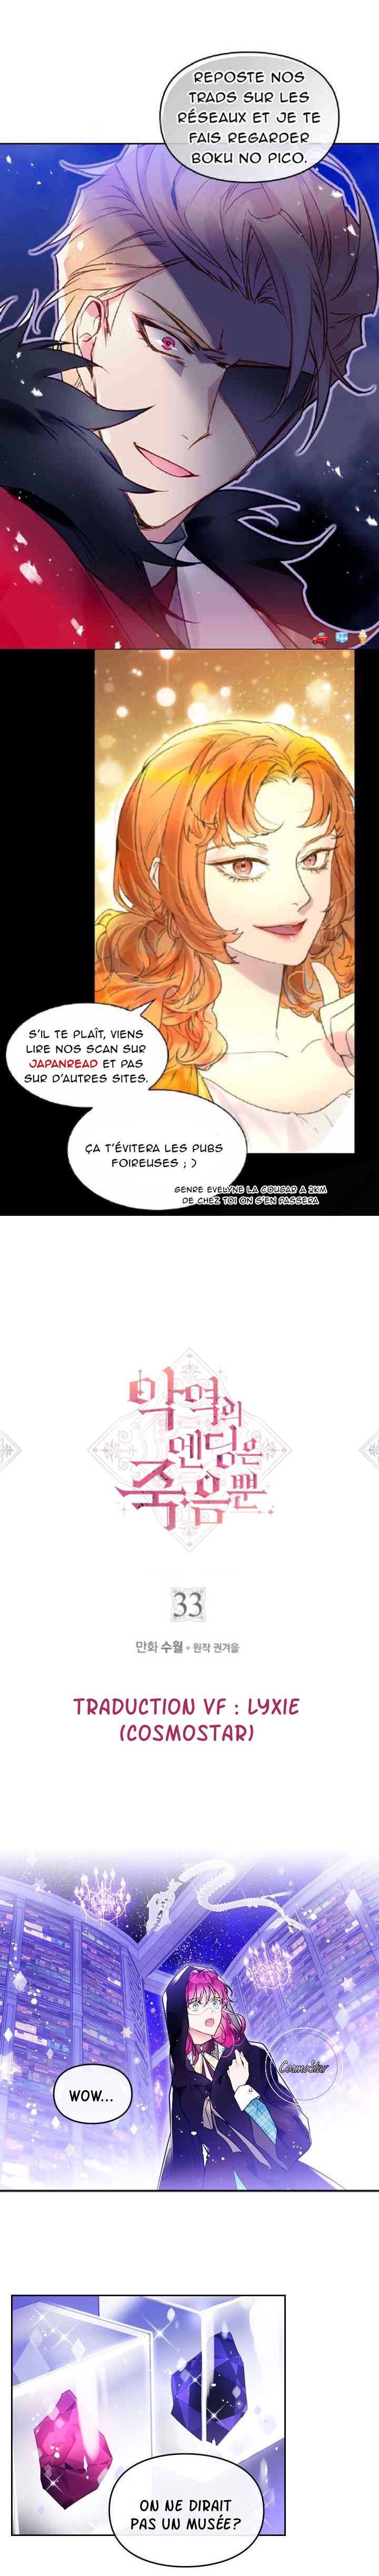 REPOSTE NOS
TRADS SUR LES
RÉSEAUX ET JE TE
FAIS REGARDER
BOKU NO PICO.
S'IL TE PLAÎT, VIENS
LIRE NOS SCAN SUR
JAPANREAD ET PAS
SUR D'AUTRES SITES.
ÇA T'ÉVITERA LES PUBS
FOIREUSES ; )
GENRE EVELYNE LA COUGAR A 2KM
DE CHEZ TOI ON S'EN PASSERA
악역의
엔딩은
죽음뿐
33
만화 수월 • 원작 권겨을
TRADUCTION VF : LYXIE
(COSMOSTAR)
CosmoStar
WOW...
ON NE DIRAIT
PAS UN MUSÉE?